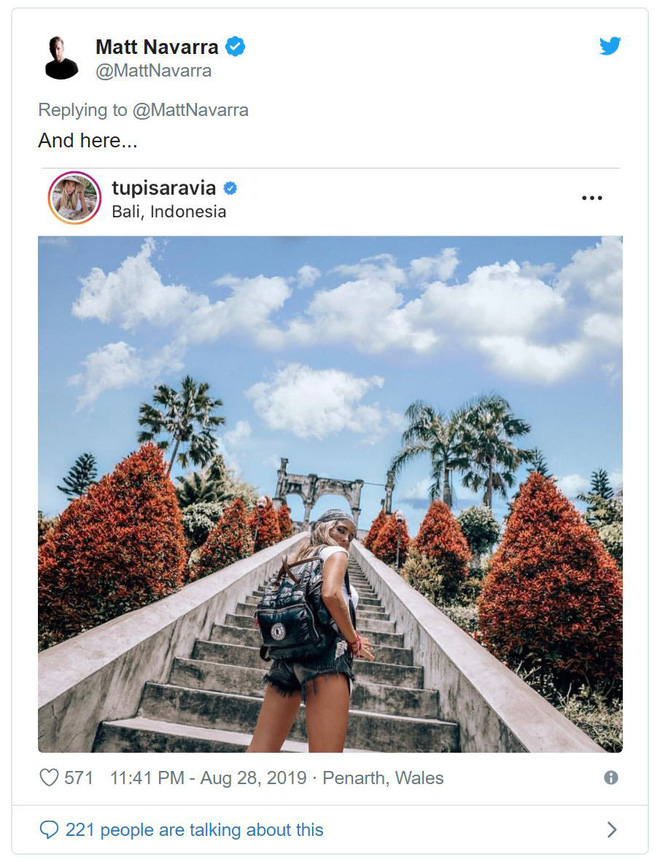 Matt Navarra
@MattNavarra
Replying to @MattNavarra
And here...
tupisaravia
Bali, Indonesia
571 11:41 PM - Aug 28, 2019 · Penarth, Wales
221 people are talking about this